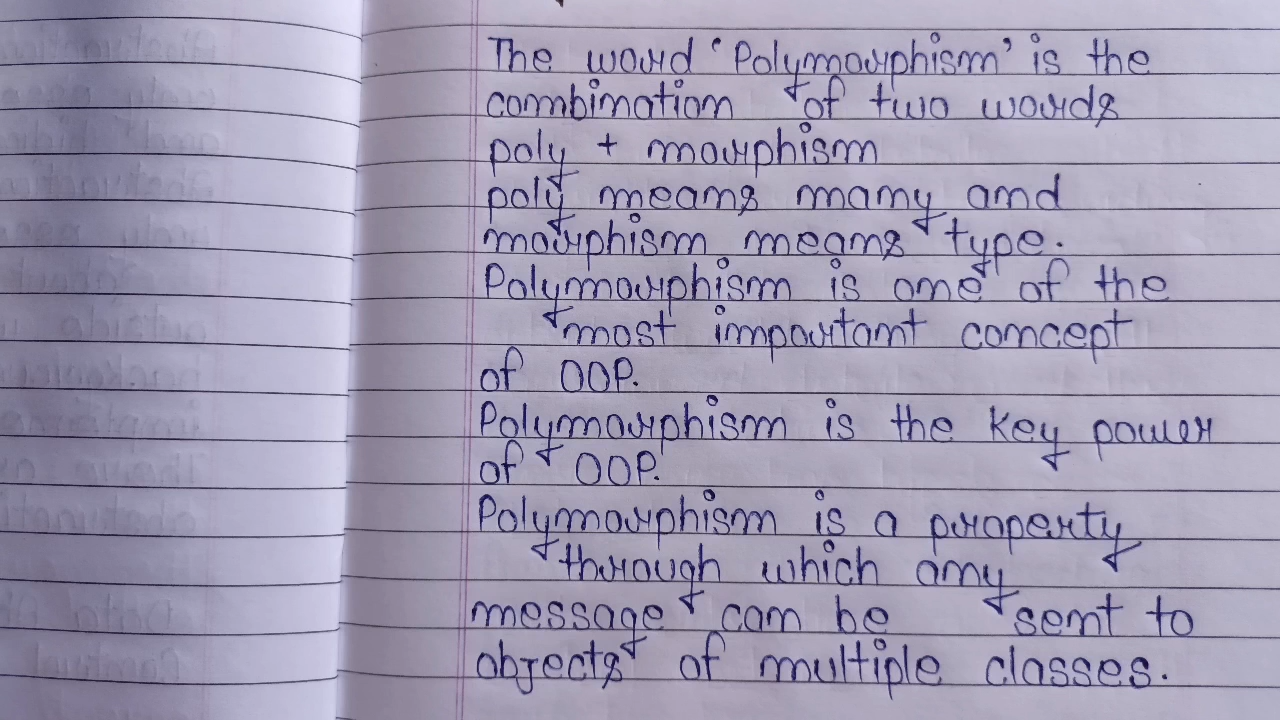 The word 'Polymorphism' is the
combination of two words
poly + morphism
poly means many and
morphism means type.
Polymorphism is one of the
most important concept
of OOP.
Polymorphism is the key power
of OOP.
Polymorphism is a property
through which any
message can be sent to
objects of multiple classes.